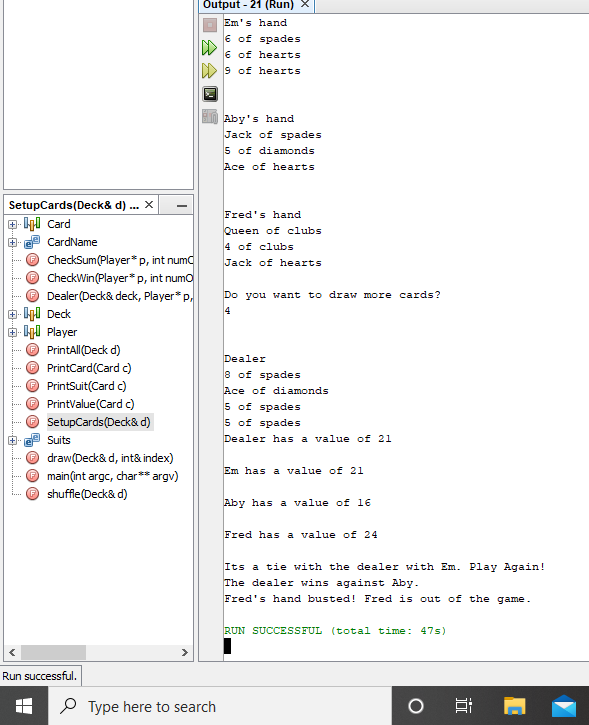 Output - 21 (Run) ×
Em's hand
6 of spades
6 of hearts
9 of hearts
Aby's hand
Jack of spades
5 of diamonds
Ace of hearts
Fred's hand
Queen of clubs
4 of clubs
Jack of hearts
Do you want to draw more cards?
4
Dealer
8 of spades
Ace of diamonds
5 of spades
5 of spades
Dealer has a value of 21
Em has a value of 21
Aby has a value of 16
Fred has a value of 24
Its a tie with the dealer with Em. Play Again!
The dealer wins against Aby.
Fred's hand busted! Fred is out of the game.
RUN SUCCESSFUL (total time: 47s)
SetupCards(Deck& d) ... ×
Card
CardName
CheckSum(Player* p, int numC
CheckWin(Player* p, int numO
Dealer(Deck& deck, Player* p,
Deck
Player
PrintAll(Deck d)
PrintCard(Card c)
PrintSuit(Card c)
PrintValue(Card c)
SetupCards(Deck& d)
Suits
draw(Deck& d, int& index)
main(int argc, char** argv)
shuffle(Deck& d)
Run successful.
Type here to search